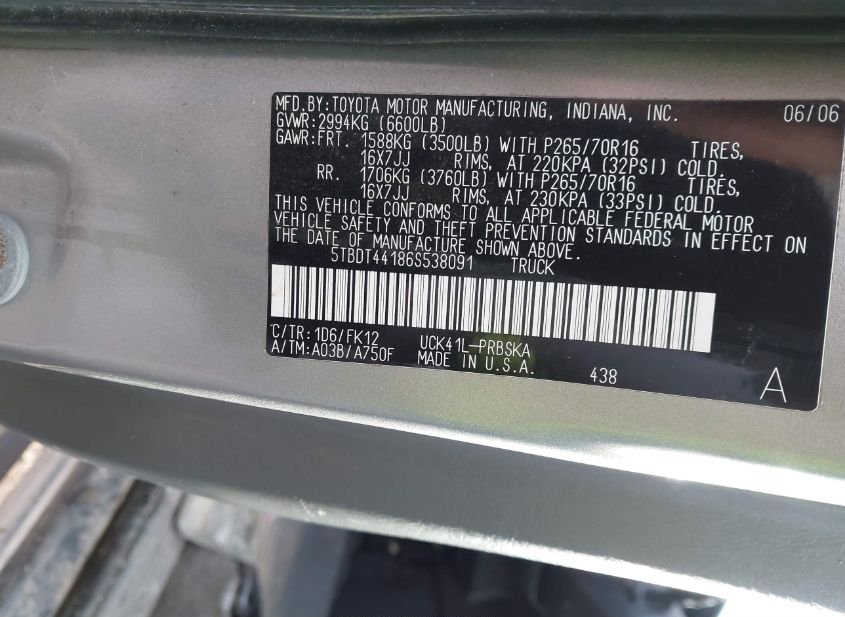 MFD.BY:TOYOTA MOTOR MANUFACTURING, INDIANA, INC. 06/06
GVWR:2994KG (6600LB)
GAWR:FRT. 1588KG (3500LB) WITH P265/70R16 TIRES,
16X7JJ RIMS, AT 220KPA (32PSI) COLD.
RR. 1706KG (3760LB) WITH P265/70R16 TIRES,
16X7JJ RIMS, AT 230KPA (33PSI) COLD.
THIS VEHICLE CONFORMS TO ALL APPLICABLE FEDERAL MOTOR
VEHICLE SAFETY AND THEFT PREVENTION STANDARDS IN EFFECT ON
THE DATE OF MANUFACTURE SHOWN ABOVE.
5TBDT44186S538091 TRUCK
C/TR:1D6/FK12 UCK41L-PRBSKA
A/TM:A03B/A750F MADE IN U.S.A. 438 A